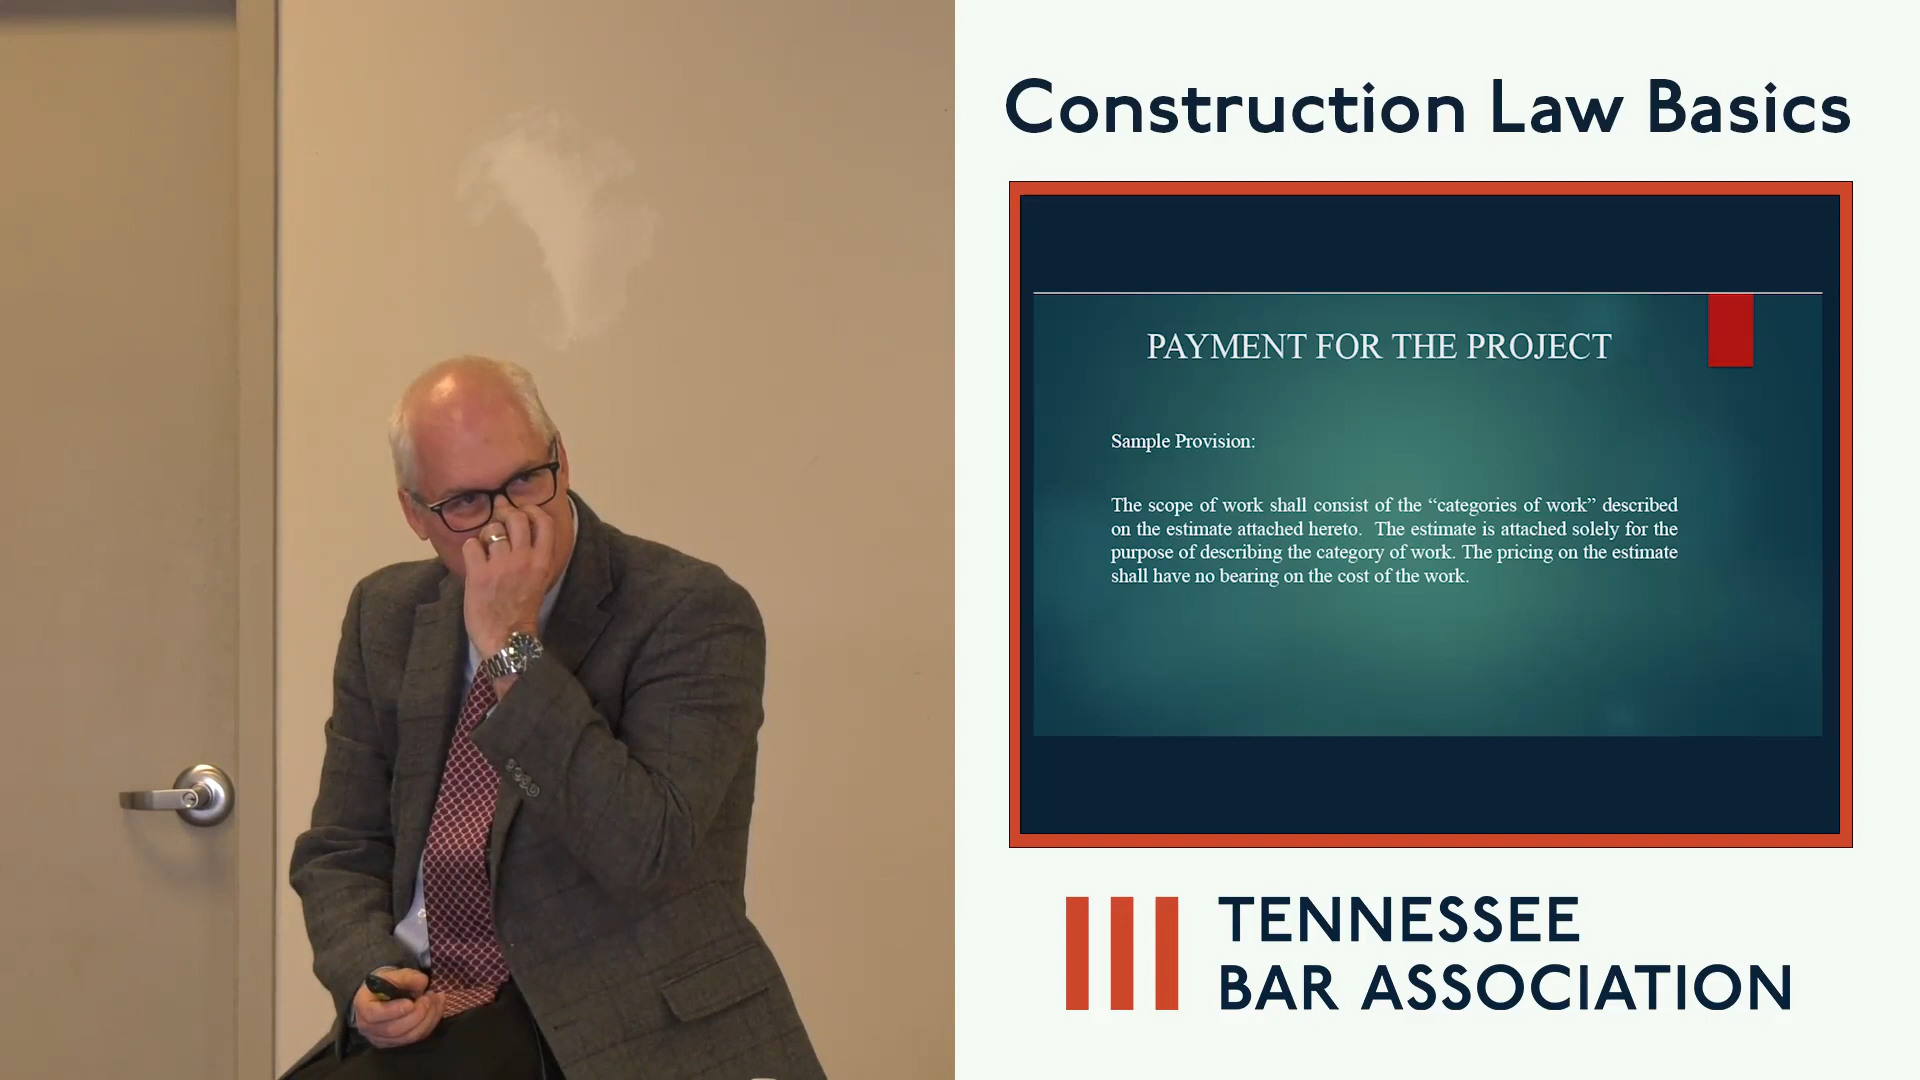 Construction Law Basics
PAYMENT FOR THE PROJECT
Sample Provision:
The scope of work shall consist of the “categories of work” described
on the estimate attached hereto.  The estimate is attached solely for the
purpose of describing the category of work. The pricing on the estimate
shall have no bearing on the cost of the work.
TENNESSEE
BAR ASSOCIATION